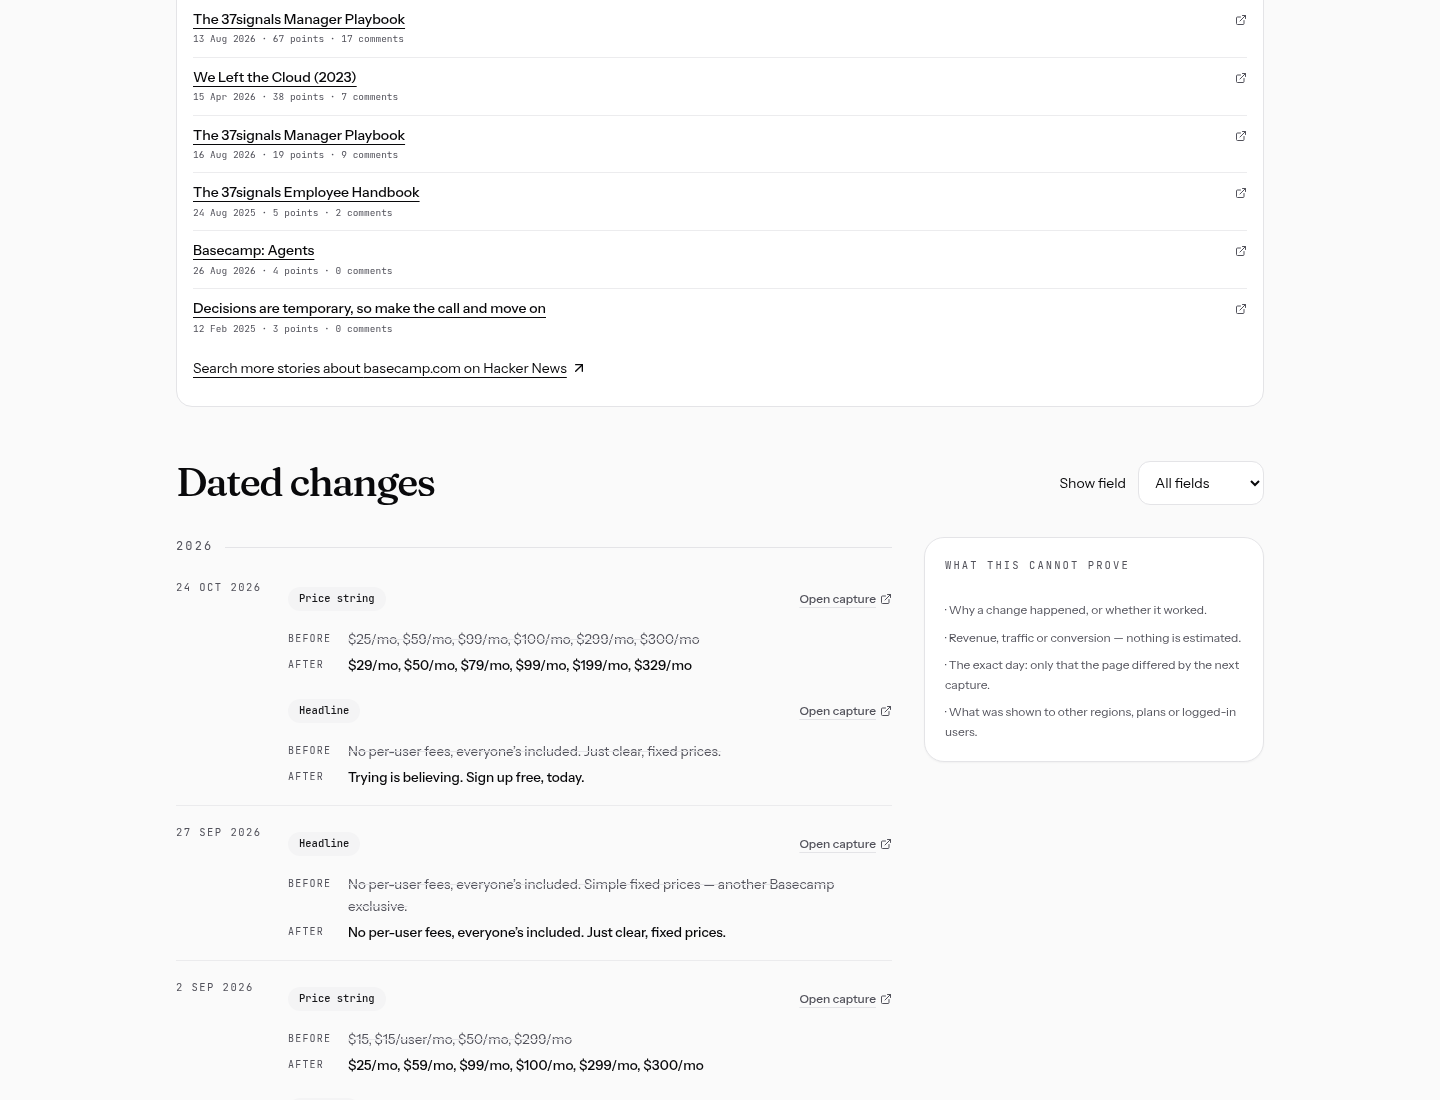 The 37signals Manager Playbook
13 Aug 2026 · 67 points · 17 comments
We Left the Cloud (2023)
15 Apr 2026 · 38 points · 7 comments
The 37signals Manager Playbook
16 Aug 2026 · 19 points · 9 comments
The 37signals Employee Handbook
24 Aug 2025 · 5 points · 2 comments
Basecamp: Agents
26 Aug 2026 · 4 points · 0 comments
Decisions are temporary, so make the call and move on
12 Feb 2025 · 3 points · 0 comments
Search more stories about basecamp.com on Hacker News
Dated changes
Show field
All fields
2026
24 OCT 2026
Price string
Open capture
BEFORE
$25/mo, $59/mo, $99/mo, $100/mo, $299/mo, $300/mo
AFTER
$29/mo, $50/mo, $79/mo, $99/mo, $199/mo, $329/mo
Headline
Open capture
BEFORE
No per-user fees, everyone's included. Just clear, fixed prices.
AFTER
Trying is believing. Sign up free, today.
27 SEP 2026
Headline
Open capture
BEFORE
No per-user fees, everyone's included. Simple fixed prices — another Basecamp
exclusive.
AFTER
No per-user fees, everyone's included. Just clear, fixed prices.
2 SEP 2026
Price string
Open capture
BEFORE
$15, $15/user/mo, $50/mo, $299/mo
AFTER
$25/mo, $59/mo, $99/mo, $100/mo, $299/mo, $300/mo
WHAT THIS CANNOT PROVE
· Why a change happened, or whether it worked.
· Revenue, traffic or conversion — nothing is estimated.
· The exact day: only that the page differed by the next
capture.
· What was shown to other regions, plans or logged-in
users.